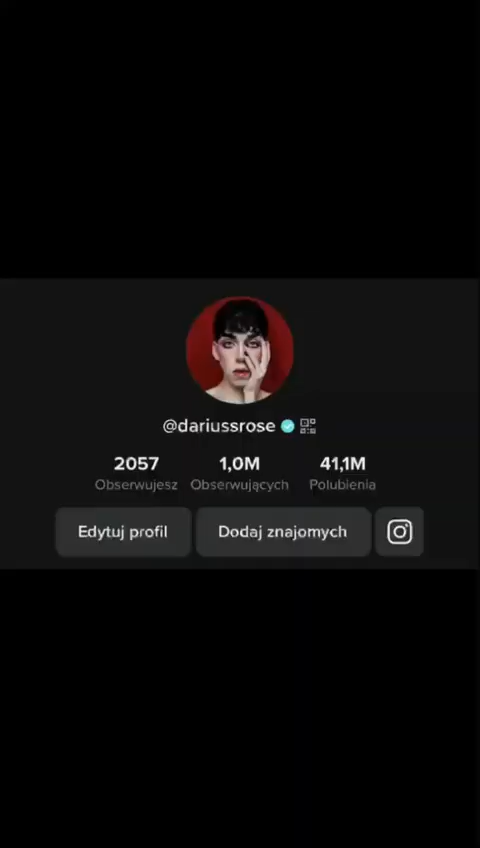 @dariussrose
2057 1,0M 41,1M
Obserwujesz Obserwujących Polubienia
Edytuj profil Dodaj znajomych